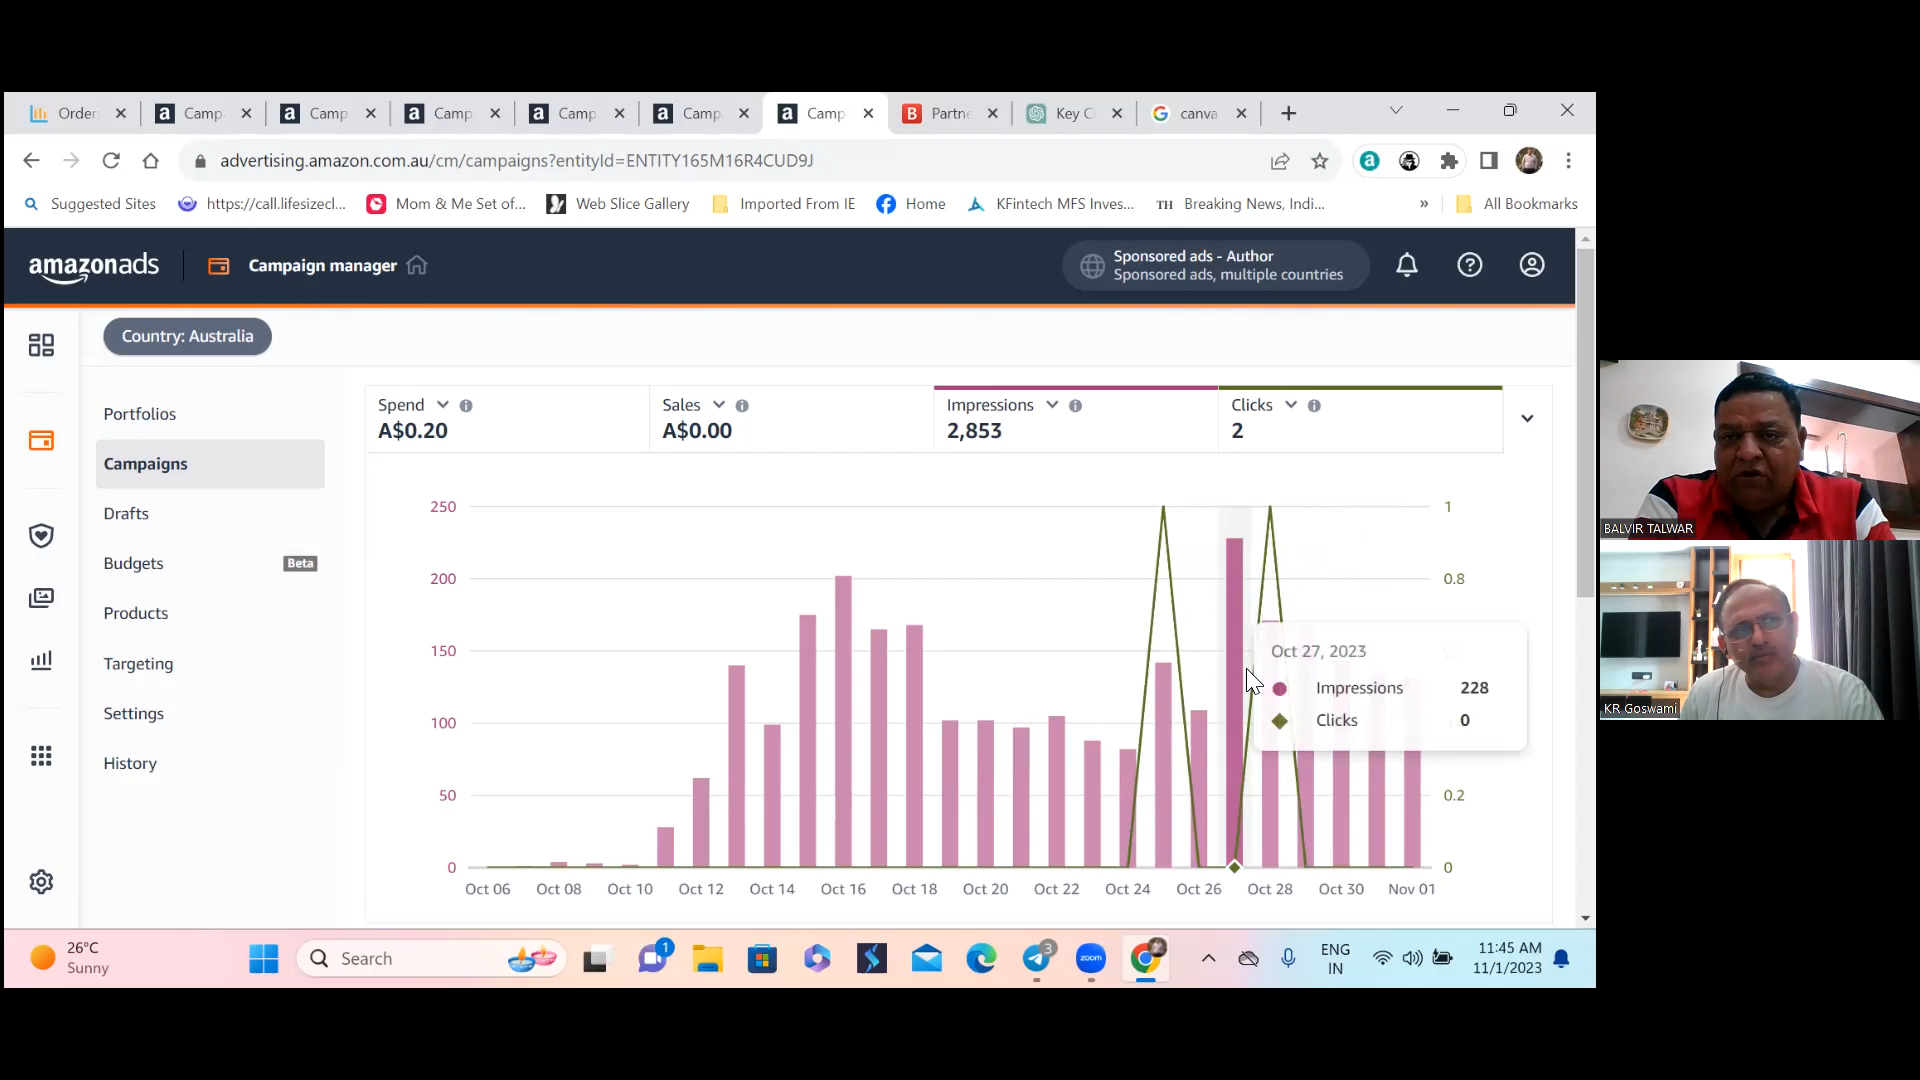 Order
Camp
Camp
Camp
Camp
Camp
Camp
Partne
Key C
canva
advertising.amazon.com.au/cm/campaigns?entityId=ENTITY165M16R4CUD9J
Suggested Sites
https://call.lifesizecl...
Mom & Me Set of...
Web Slice Gallery
Imported From IE
Home
KFintech MFS Inves...
TH Breaking News, Indi...
»
All Bookmarks
amazonads
Campaign manager
Sponsored ads - Author
Sponsored ads, multiple countries
Country: Australia
Portfolios
Campaigns
Drafts
Budgets Beta
Products
Targeting
Settings
History
Spend
A$0.20
Sales
A$0.00
Impressions
2,853
Clicks
2
250
200
150
100
50
0
1
0.8
0.2
0
Oct 27, 2023
Impressions 228
Clicks 0
Oct 06 Oct 08 Oct 10 Oct 12 Oct 14 Oct 16 Oct 18 Oct 20 Oct 22 Oct 24 Oct 26 Oct 28 Oct 30 Nov 01
BALVIR TALWAR
KR Goswami
26°C
Sunny
Search
1
3
zoom
ENG
IN
11:45 AM
11/1/2023